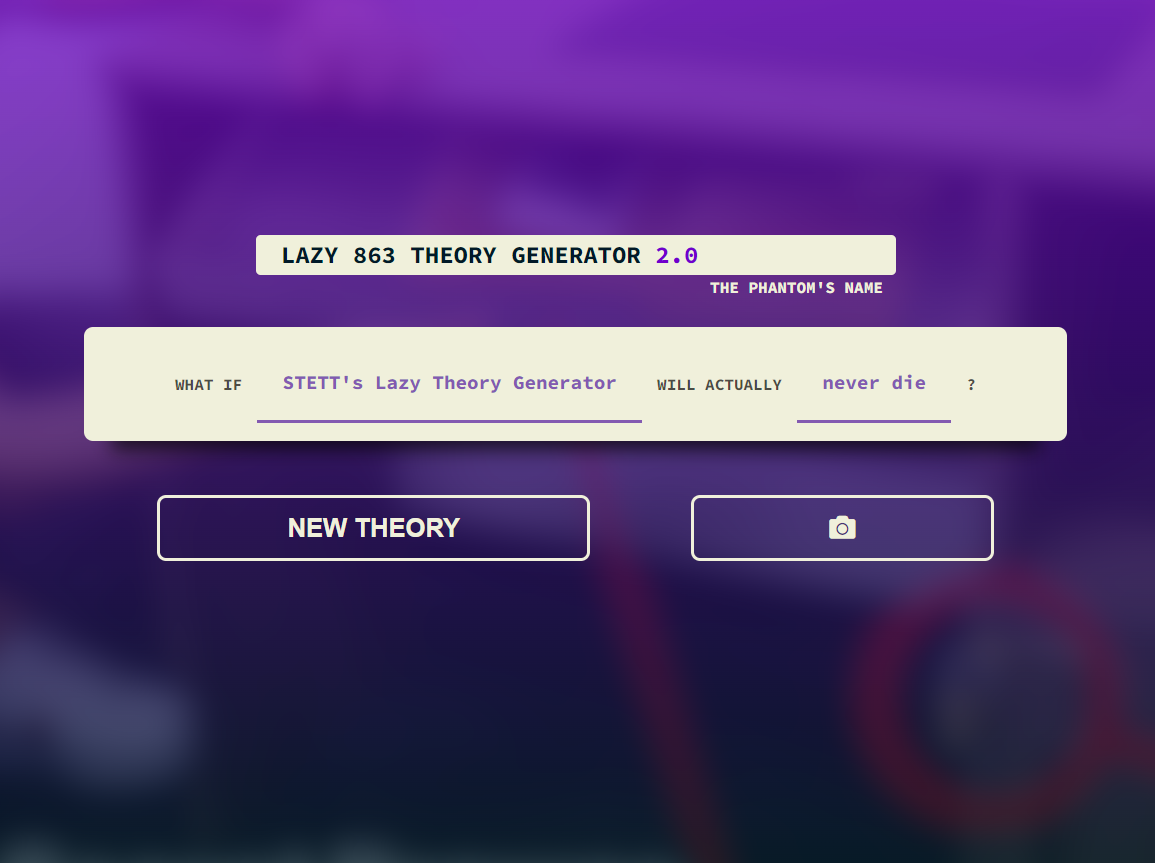 LAZY 863 THEORY GENERATOR 2.0
THE PHANTOM'S NAME
WHAT IF STETT's Lazy Theory Generator WILL ACTUALLY never die ?
NEW THEORY